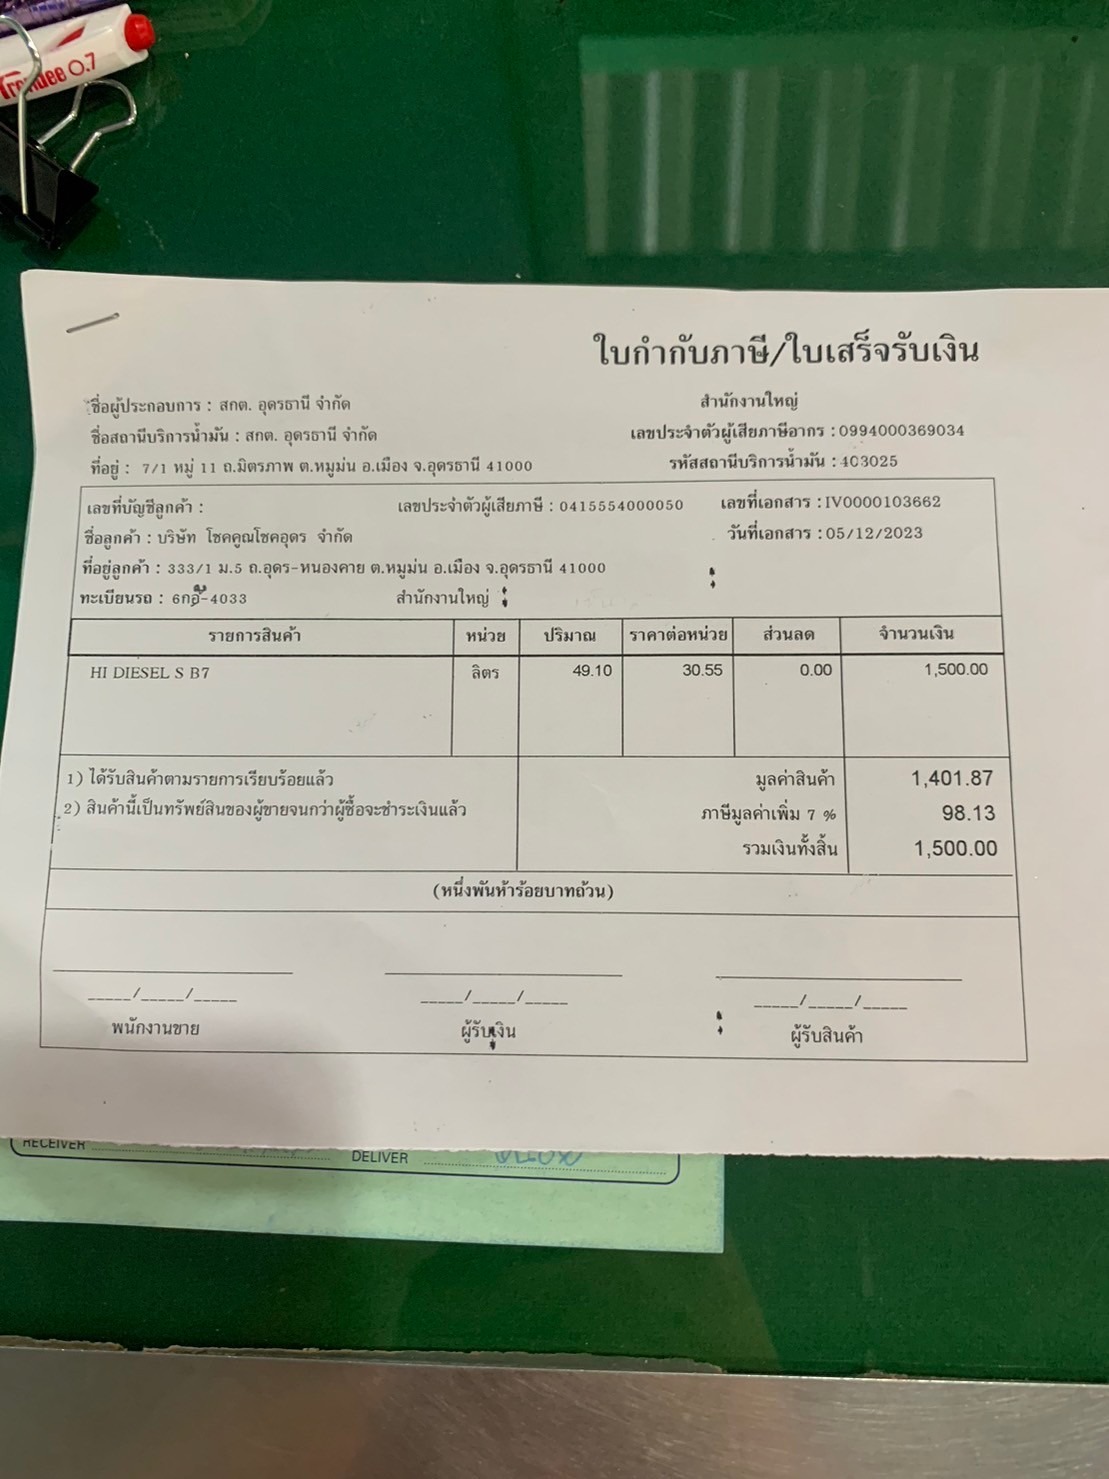 Trendee 0.7
ใบกำกับภาษี/ใบเสร็จรับเงิน
ชื่อผู้ประกอบการ : สกต. อุดรธานี จำกัด
สำนักงานใหญ่
ชื่อสถานีบริการน้ำมัน : สกต. อุดรธานี จำกัด
เลขประจำตัวผู้เสียภาษีอากร : 0994000369034
ที่อยู่ : 7/1 หมู่ 11 ถ.มิตรภาพ ต.หมูม่น อ.เมือง จ.อุดรธานี 41000
รหัสสถานีบริการน้ำมัน : 403025
เลขที่บัญชีลูกค้า :
เลขประจำตัวผู้เสียภาษี : 0415554000050
เลขที่เอกสาร : IV0000103662
ชื่อลูกค้า : บริษัท โชคคูณโชคอุดร จำกัด
วันที่เอกสาร : 05/12/2023
ที่อยู่ลูกค้า : 333/1 ม.5 ถ.อุดร-หนองคาย ต.หมูม่น อ.เมือง จ.อุดรธานี 41000
ทะเบียนรถ : 6กอ-4033 สำนักงานใหญ่
รายการสินค้า หน่วย ปริมาณ ราคาต่อหน่วย ส่วนลด จำนวนเงิน
HI DIESEL S B7 ลิตร 49.10 30.55 0.00 1,500.00
1) ได้รับสินค้าตามรายการเรียบร้อยแล้ว
มูลค่าสินค้า 1,401.87
2) สินค้านี้เป็นทรัพย์สินของผู้ขายจนกว่าผู้ซื้อจะชำระเงินแล้ว
ภาษีมูลค่าเพิ่ม 7 % 98.13
รวมเงินทั้งสิ้น 1,500.00
(หนึ่งพันห้าร้อยบาทถ้วน)
_____/_____/_____ _____/_____/_____ _____/_____/_____
พนักงานขาย ผู้รับเงิน ผู้รับสินค้า
RECEIVER DELIVER